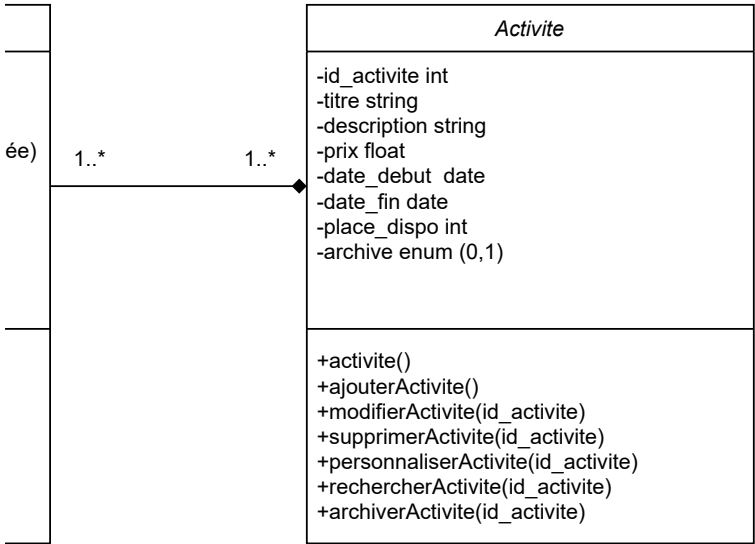 Activite
-id_activite int
-titre string
-description string
-prix float
-date_debut  date
-date_fin date
-place_dispo int
-archive enum (0,1)
ée)
1..*
1..*
+activite()
+ajouterActivite()
+modifierActivite(id_activite)
+supprimerActivite(id_activite)
+personnaliserActivite(id_activite)
+rechercherActivite(id_activite)
+archiverActivite(id_activite)